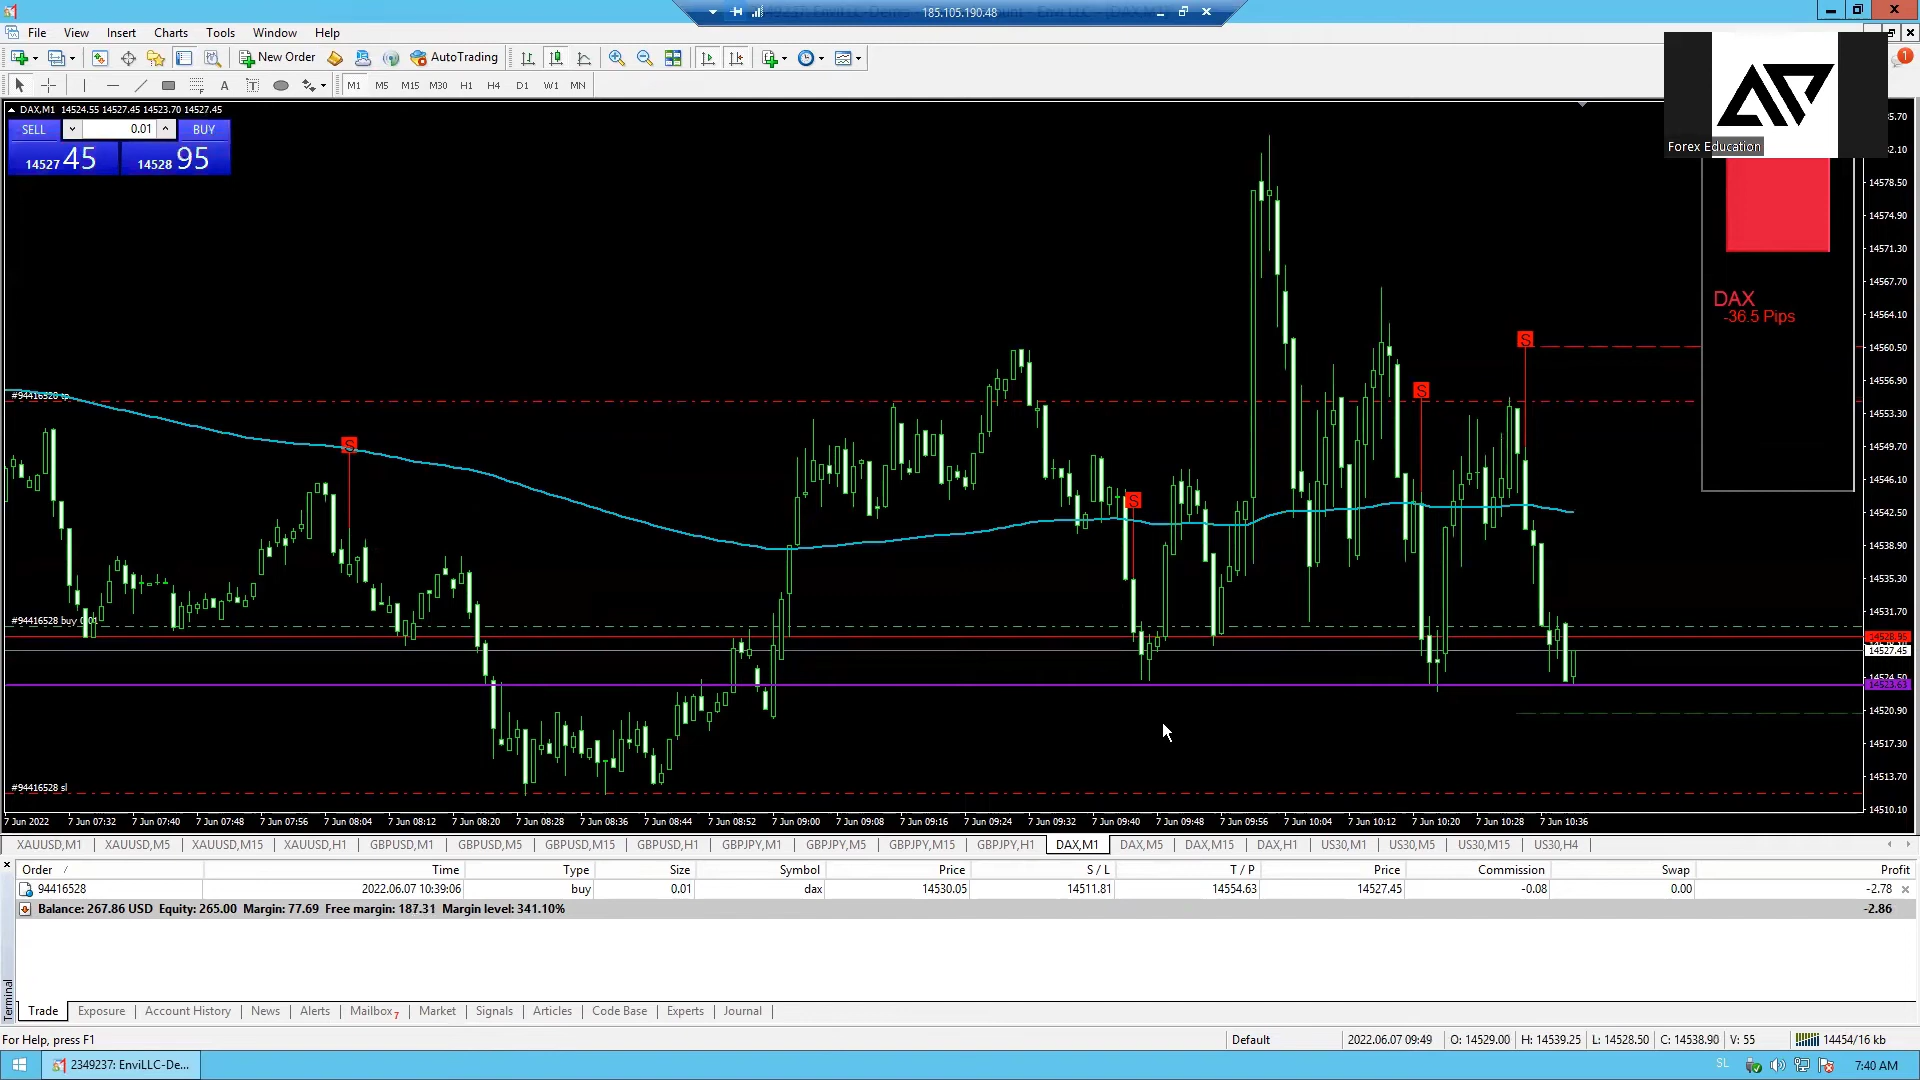 185.105.190.48
File View Insert Charts Tools Window Help
New Order AutoTrading
A T M1 M5 M15 M30 H1 H4 D1 W1 MN
DAX,M1 14524.55 14527.45 14523.70 14527.45
SELL 0.01 BUY
14527 45 14528 95
Forex Education
1
DAX
-36.5 Pips
S
S
S
S
S
#94416528 tp
#94416528 buy 0.01
#94416528 sl
14578.50
14574.90
14571.30
14567.70
14564.10
14560.50
14556.90
14553.30
14549.70
14546.10
14542.50
14538.90
14535.30
14531.70
14528.95
14527.45
14524.50
14523.63
14520.90
14517.30
14513.70
14510.10
7 Jun 2022 7 Jun 07:32 7 Jun 07:40 7 Jun 07:48 7 Jun 07:56 7 Jun 08:04 7 Jun 08:12 7 Jun 08:20 7 Jun 08:28 7 Jun 08:36 7 Jun 08:44 7 Jun 08:52 7 Jun 09:00 7 Jun 09:08 7 Jun 09:16 7 Jun 09:24 7 Jun 09:32 7 Jun 09:40 7 Jun 09:48 7 Jun 09:56 7 Jun 10:04 7 Jun 10:12 7 Jun 10:20 7 Jun 10:28 7 Jun 10:36
XAUUSD,M1 XAUUSD,M5 XAUUSD,M15 XAUUSD,H1 GBPUSD,M1 GBPUSD,M5 GBPUSD,M15 GBPUSD,H1 GBPJPY,M1 GBPJPY,M5 GBPJPY,M15 GBPJPY,H1 DAX,M1 DAX,M5 DAX,M15 DAX,H1 US30,M1 US30,M5 US30,M15 US30,H4
Order / Time Type Size Symbol Price S / L T / P Price Commission Swap Profit
94416528 2022.06.07 10:39:06 buy 0.01 dax 14530.05 14511.81 14554.63 14527.45 -0.08 0.00 -2.78
Balance: 267.86 USD Equity: 265.00 Margin: 77.69 Free margin: 187.31 Margin level: 341.10% -2.86
Terminal
Trade Exposure Account History News Alerts Mailbox 7 Market Signals Articles Code Base Experts Journal
For Help, press F1 Default 2022.06.07 09:49 O: 14529.00 H: 14539.25 L: 14528.50 C: 14538.90 V: 55 14454/16 kb
2349237: EnviLLC-De... SL 7:40 AM